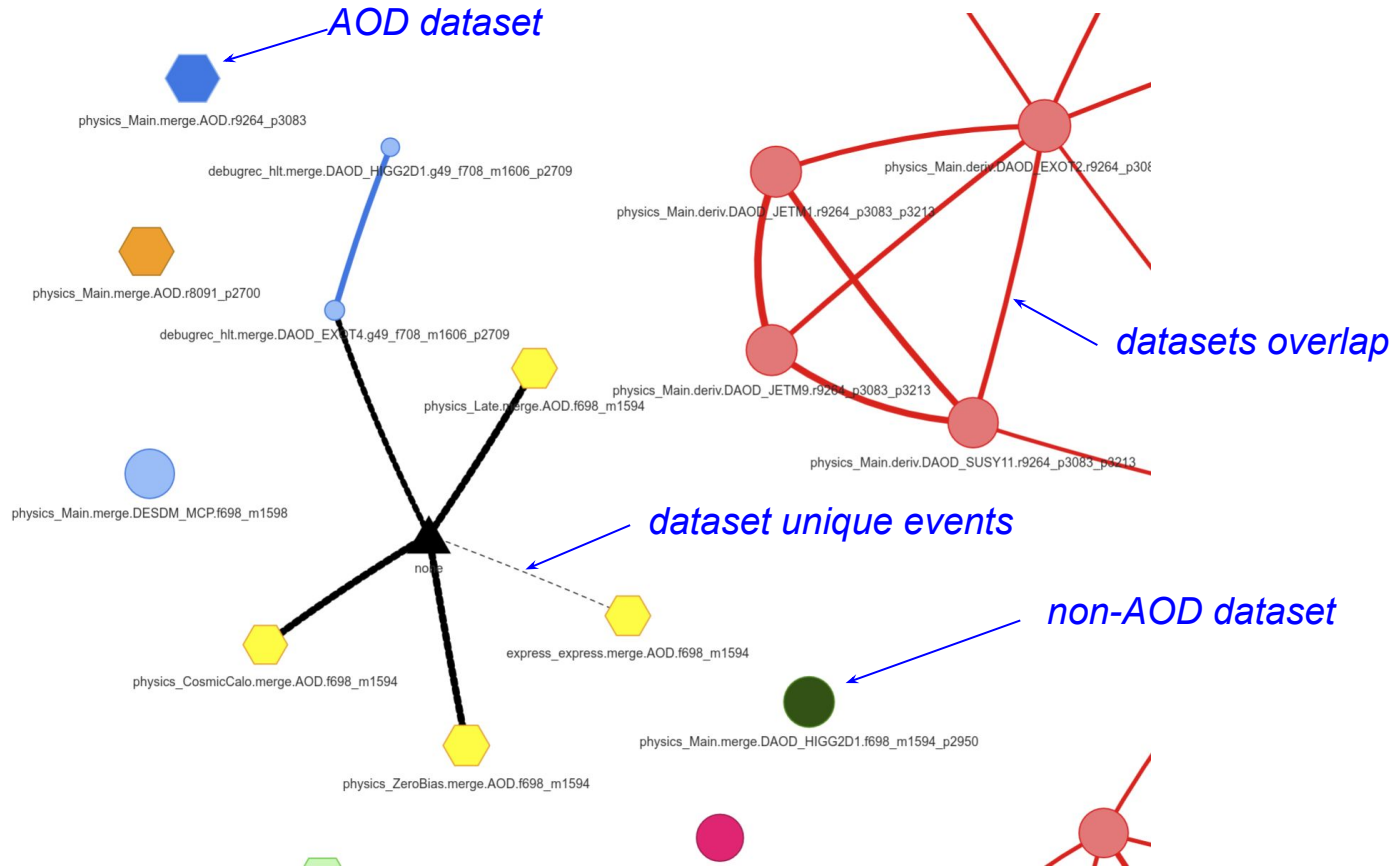 AOD dataset
physics_Main.merge.AOD.r9264_p3083
debugrec_hlt.merge.DAOD_HIGG2D1.g49_f708_m1606_p2709
physics_Main.deriv.DAOD_EXOT2.r9264_p308
physics_Main.deriv.DAOD_JETM1.r9264_p3083_p3213
physics_Main.merge.AOD.r8091_p2700
debugrec_hlt.merge.DAOD_EXOT4.g49_f708_m1606_p2709
datasets overlap
physics_Main.deriv.DAOD_JETM9.r9264_p3083_p3213
physics_Late.merge.AOD.f698_m1594
physics_Main.deriv.DAOD_SUSY11.r9264_p3083_p3213
physics_Main.merge.DESDM_MCP.f698_m1598
dataset unique events
none
non-AOD dataset
express_express.merge.AOD.f698_m1594
physics_CosmicCalo.merge.AOD.f698_m1594
physics_Main.merge.DAOD_HIGG2D1.f698_m1594_p2950
physics_ZeroBias.merge.AOD.f698_m1594